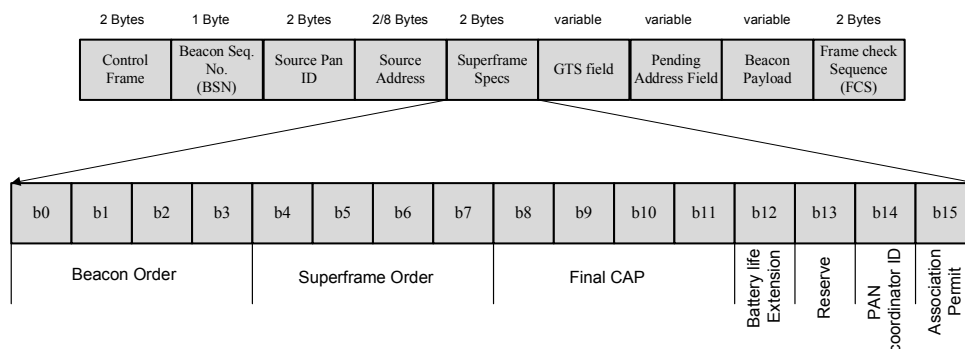 2 Bytes 1 Byte 2 Bytes 2/8 Bytes 2 Bytes variable variable variable 2 Bytes
Control Frame
Beacon Seq. No. (BSN)
Source Pan ID
Source Address
Superframe Specs
GTS field
Pending Address Field
Beacon Payload
Frame check Sequence (FCS)
b0 b1 b2 b3 b4 b5 b6 b7 b8 b9 b10 b11 b12 b13 b14 b15
Beacon Order
Superframe Order
Final CAP
Battery life Extension
Reserve
PAN coordinator ID
Association Permit